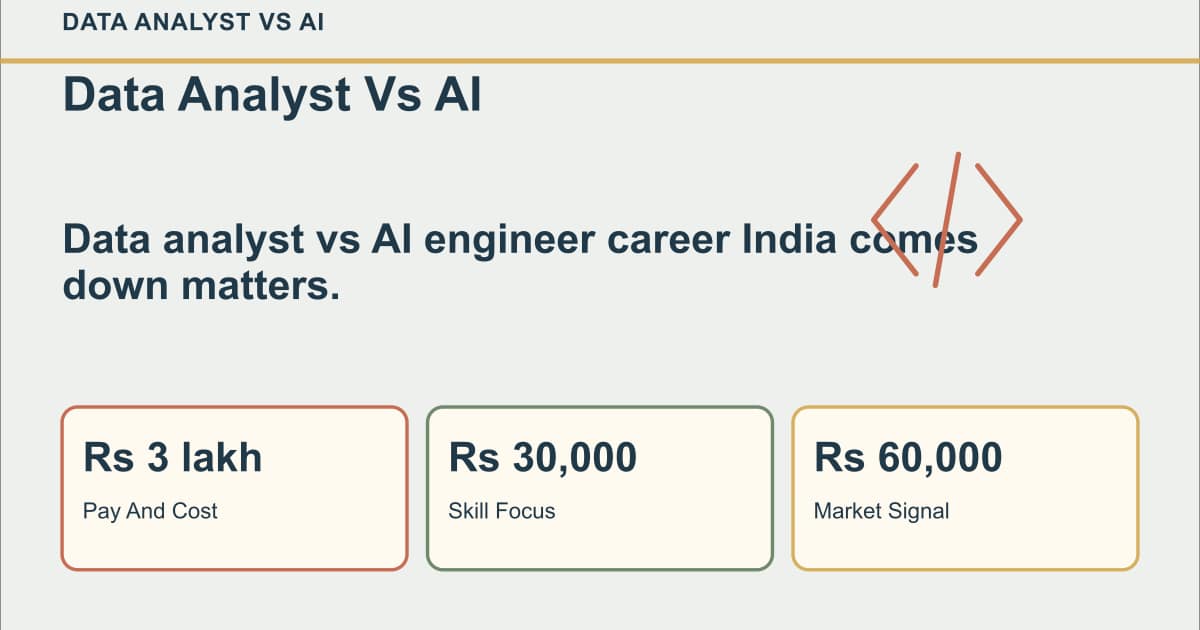 DATA ANALYST VS AI
Data Analyst Vs AI
Data analyst vs AI engineer career India comes
down matters.
Rs 3 lakh
Pay And Cost
Rs 30,000
Skill Focus
Rs 60,000
Market Signal